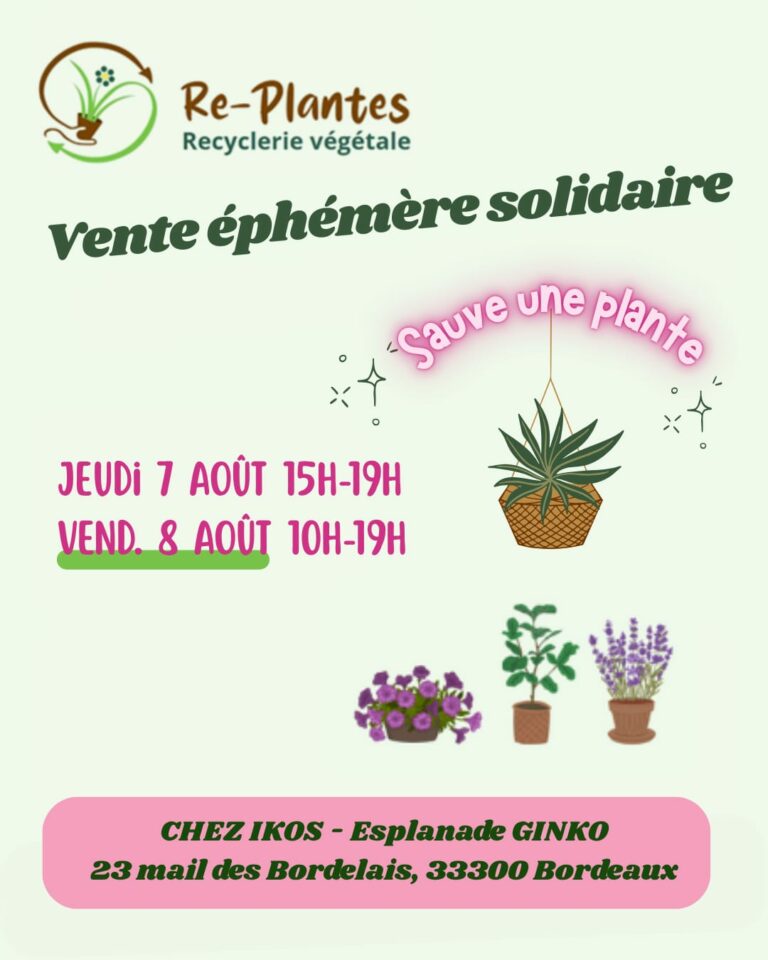 Re-Plantes
Recyclerie végétale
Vente éphémère solidaire
Sauve une plante
JEUDi 7 AOÛT 15H-19H
VEND. 8 AOÛT 10H-19H
CHEZ IKOS - Esplanade GINKO
23 mail des Bordelais, 33300 Bordeaux